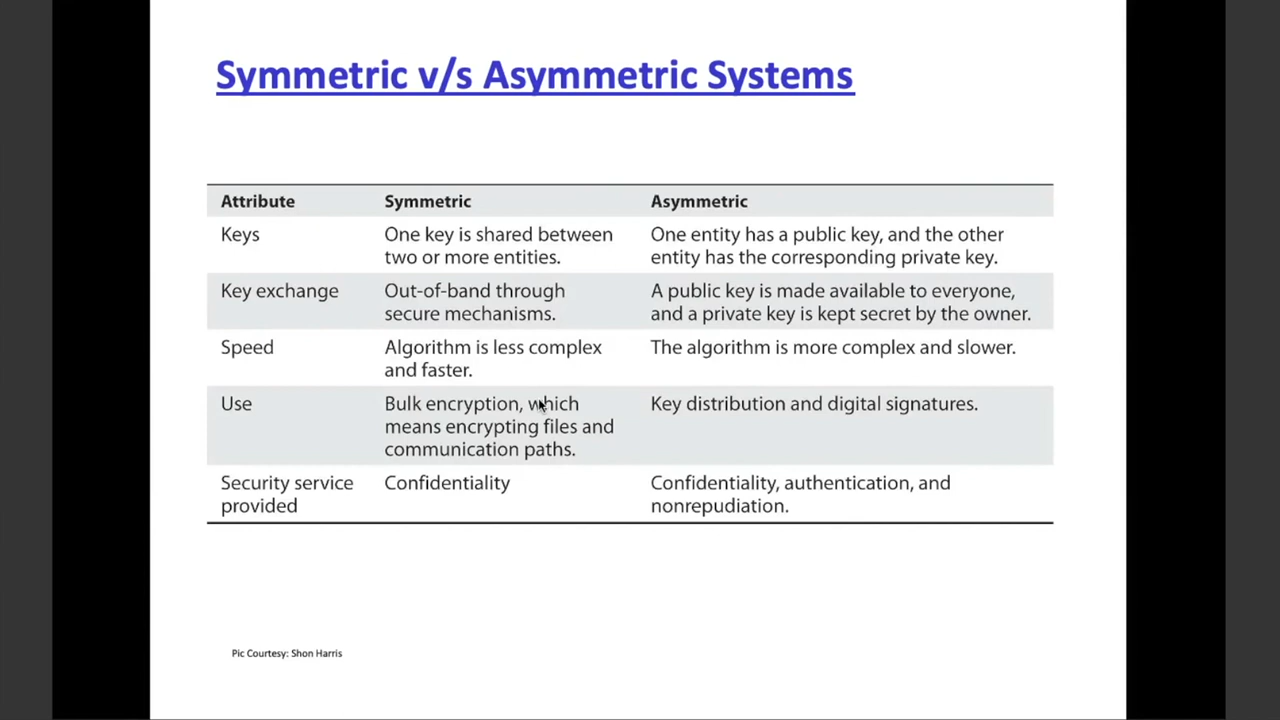 Symmetric v/s Asymmetric Systems
Attribute Symmetric Asymmetric
Keys One key is shared between One entity has a public key, and the other
two or more entities. entity has the corresponding private key.
Key exchange Out-of-band through A public key is made available to everyone,
secure mechanisms. and a private key is kept secret by the owner.
Speed Algorithm is less complex The algorithm is more complex and slower.
and faster.
Use Bulk encryption, which Key distribution and digital signatures.
means encrypting files and
communication paths.
Security service Confidentiality Confidentiality, authentication, and
provided nonrepudiation.
Pic Courtesy: Shon Harris